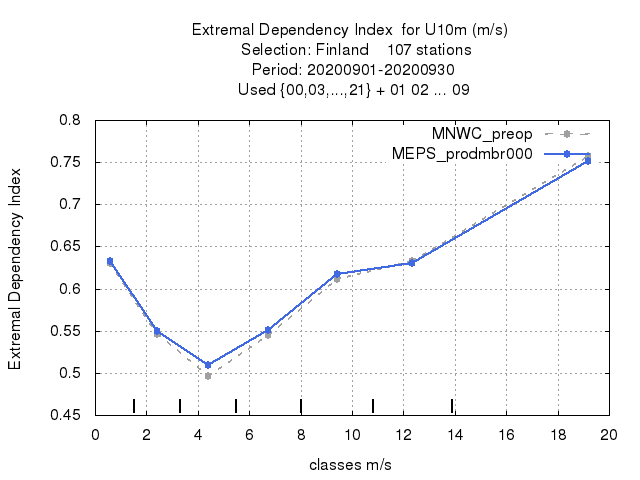 Extremal Dependency Index  for U10m (m/s)
Selection: Finland    107 stations
Period: 20200901-20200930
Used {00,03,...,21} + 01 02 ... 09
MNWC_preop
MEPS_prodmbr000
Extremal Dependency Index
0.8
0.75
0.7
0.65
0.6
0.55
0.5
0.45
0 2 4 6 8 10 12 14 16 18 20
classes m/s